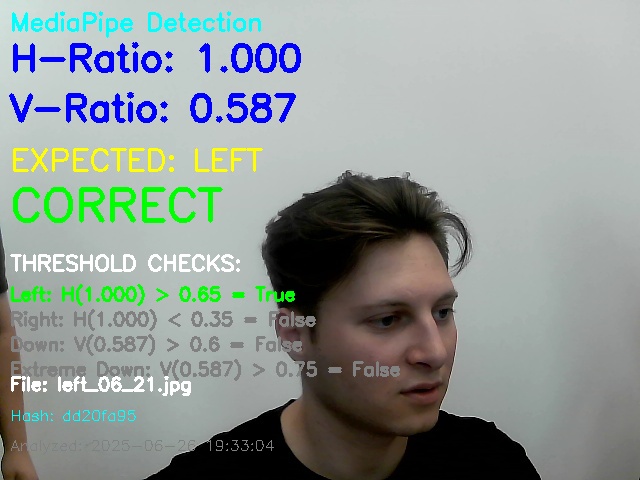 MediaPipe Detection
H-Ratio: 1.000
V-Ratio: 0.587
EXPECTED: LEFT
CORRECT
THRESHOLD CHECKS:
Left: H(1.000) > 0.65 = True
Right: H(1.000) < 0.35 = False
Down: V(0.587) > 0.6 = False
Extreme Down: V(0.587) > 0.75 = False
File: left_06_21.jpg
Hash: dd20fa95
Analyzed: 2025-06-26 19:33:04